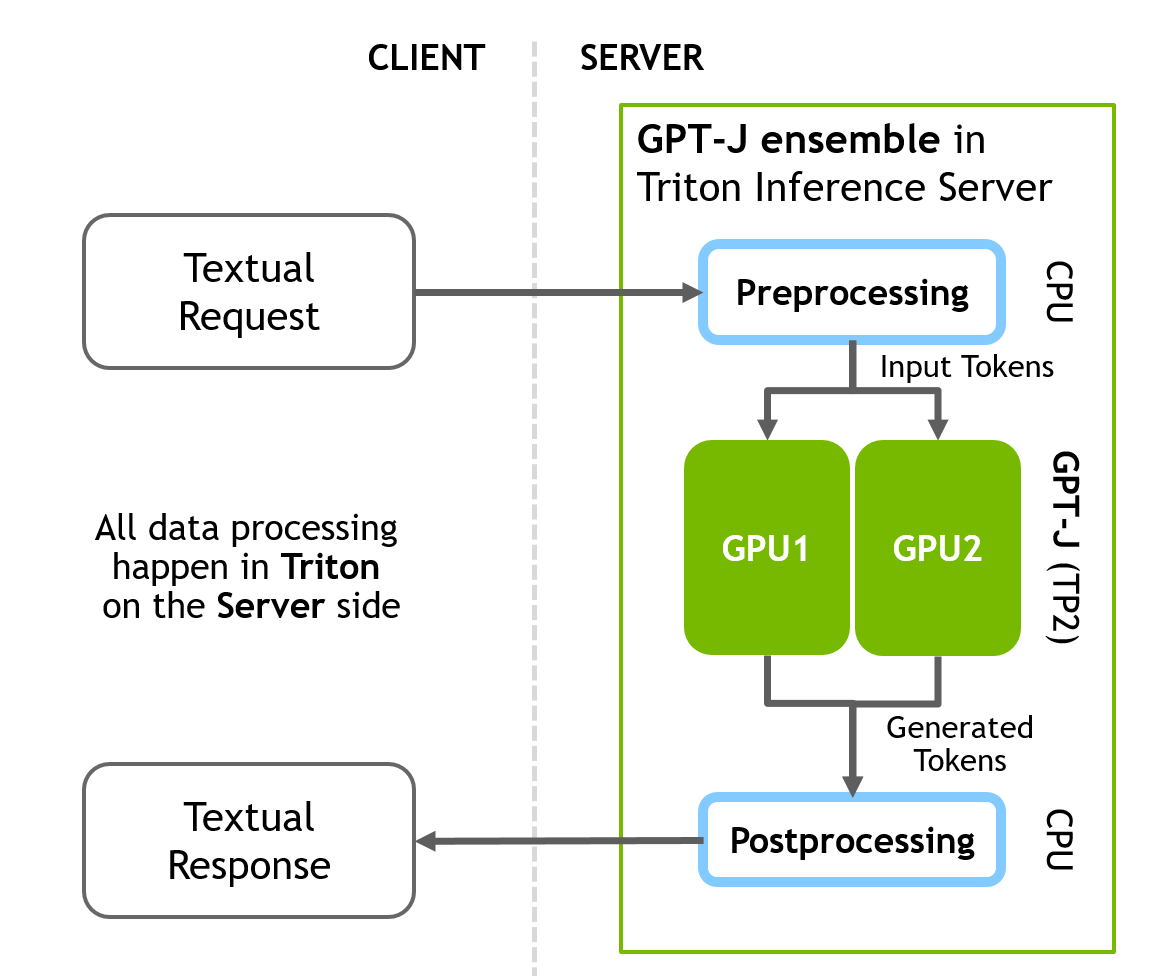 CLIENT
SERVER
GPT-J ensemble in
Triton Inference Server
Textual
Request
Preprocessing
CPU
Input Tokens
GPU1
GPU2
GPT-J (TP2)
All data processing
happen in Triton
on the Server side
Generated
Tokens
Textual
Response
Postprocessing
CPU